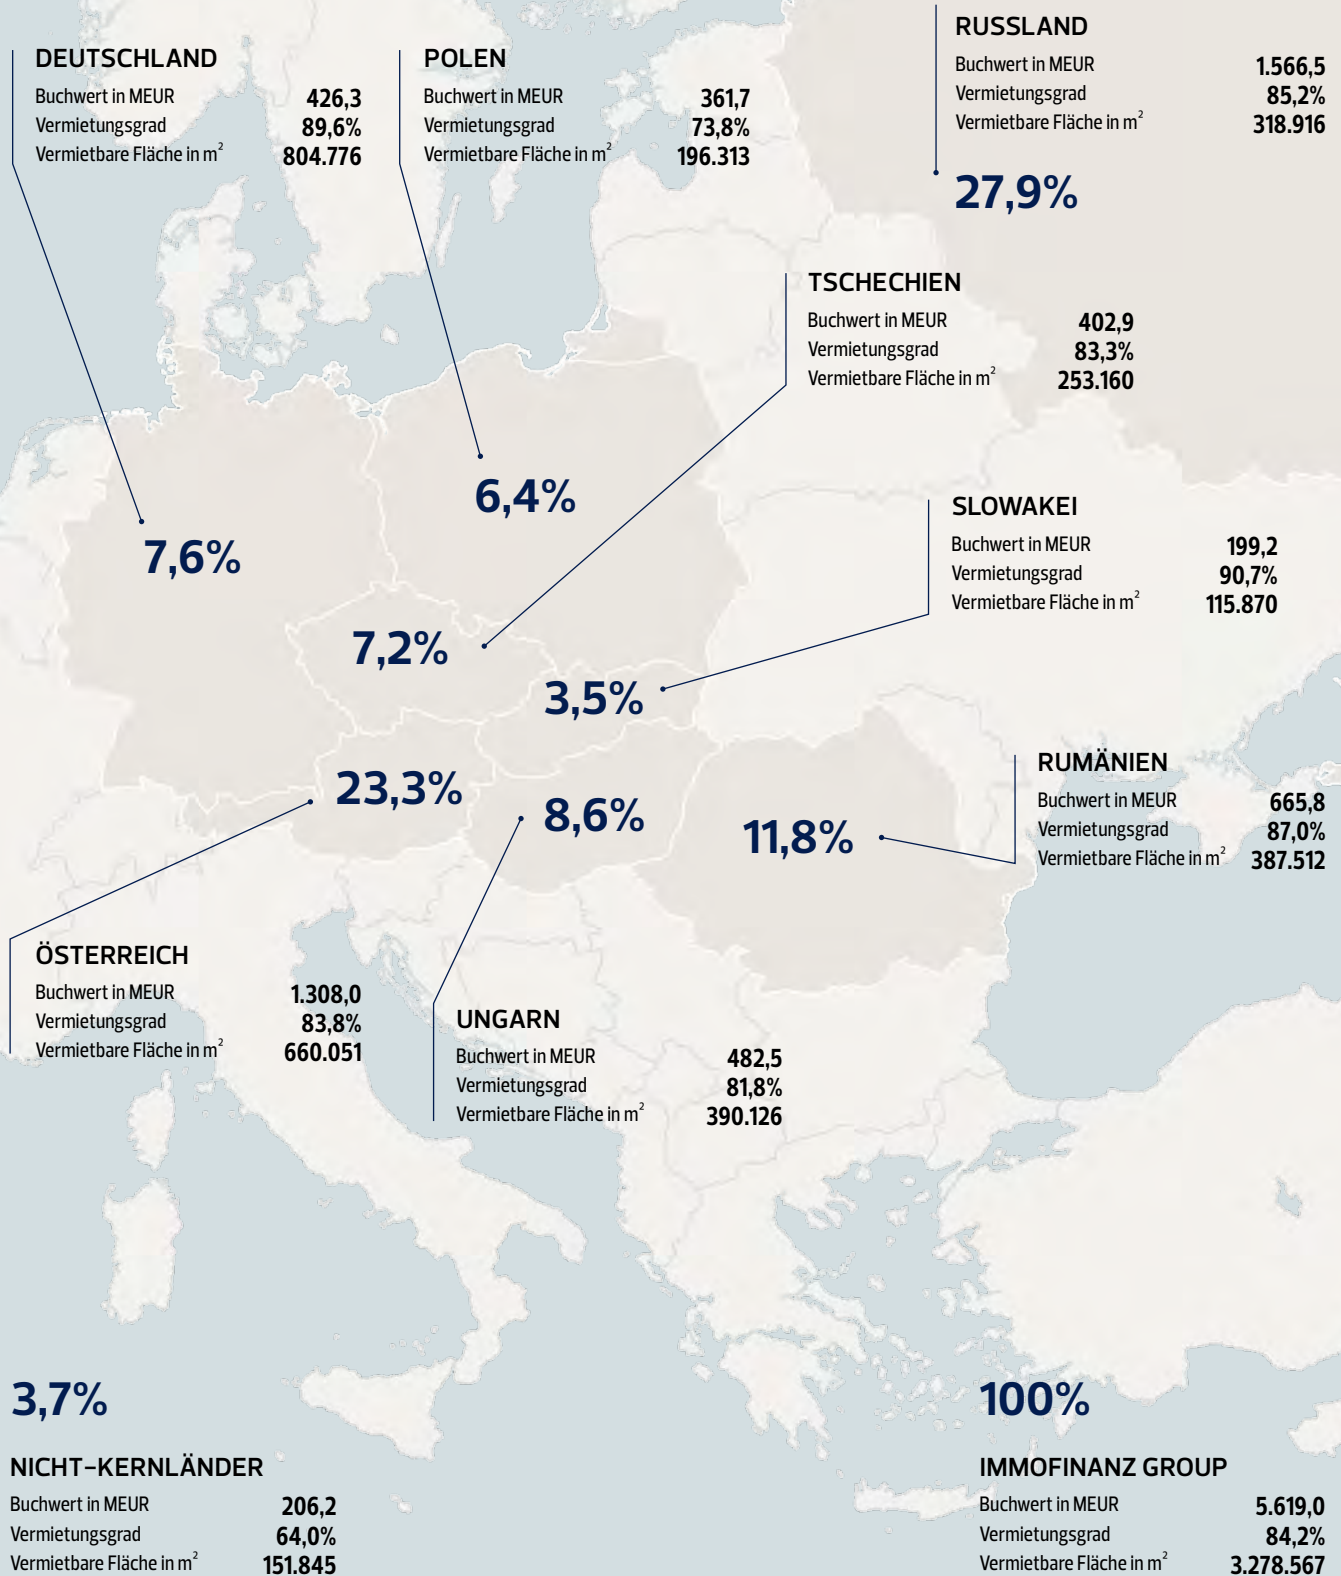 DEUTSCHLAND
Buchwert in MEUR 426,3
Vermietungsgrad 89,6%
Vermietbare Fläche in m² 804.776
7,6%
POLEN
Buchwert in MEUR 361,7
Vermietungsgrad 73,8%
Vermietbare Fläche in m² 196.313
6,4%
RUSSLAND
Buchwert in MEUR 1.566,5
Vermietungsgrad 85,2%
Vermietbare Fläche in m² 318.916
27,9%
TSCHECHIEN
Buchwert in MEUR 402,9
Vermietungsgrad 83,3%
Vermietbare Fläche in m² 253.160
7,2%
SLOWAKEI
Buchwert in MEUR 199,2
Vermietungsgrad 90,7%
Vermietbare Fläche in m² 115.870
3,5%
RUMÄNIEN
Buchwert in MEUR 665,8
Vermietungsgrad 87,0%
Vermietbare Fläche in m² 387.512
11,8%
23,3%
ÖSTERREICH
Buchwert in MEUR 1.308,0
Vermietungsgrad 83,8%
Vermietbare Fläche in m² 660.051
8,6%
UNGARN
Buchwert in MEUR 482,5
Vermietungsgrad 81,8%
Vermietbare Fläche in m² 390.126
3,7%
NICHT-KERNLÄNDER
Buchwert in MEUR 206,2
Vermietungsgrad 64,0%
Vermietbare Fläche in m² 151.845
100%
IMMOFINANZ GROUP
Buchwert in MEUR 5.619,0
Vermietungsgrad 84,2%
Vermietbare Fläche in m² 3.278.567